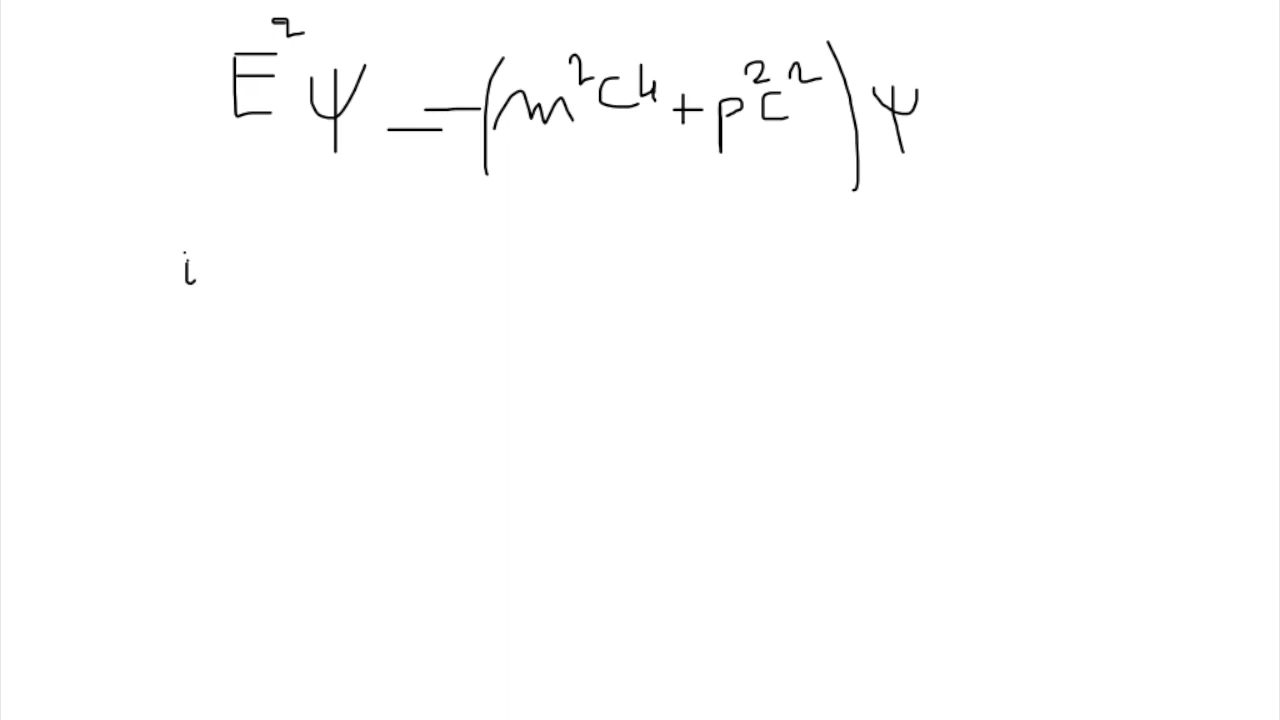 E²ψ = (m²c⁴ + p²c²)ψ
i